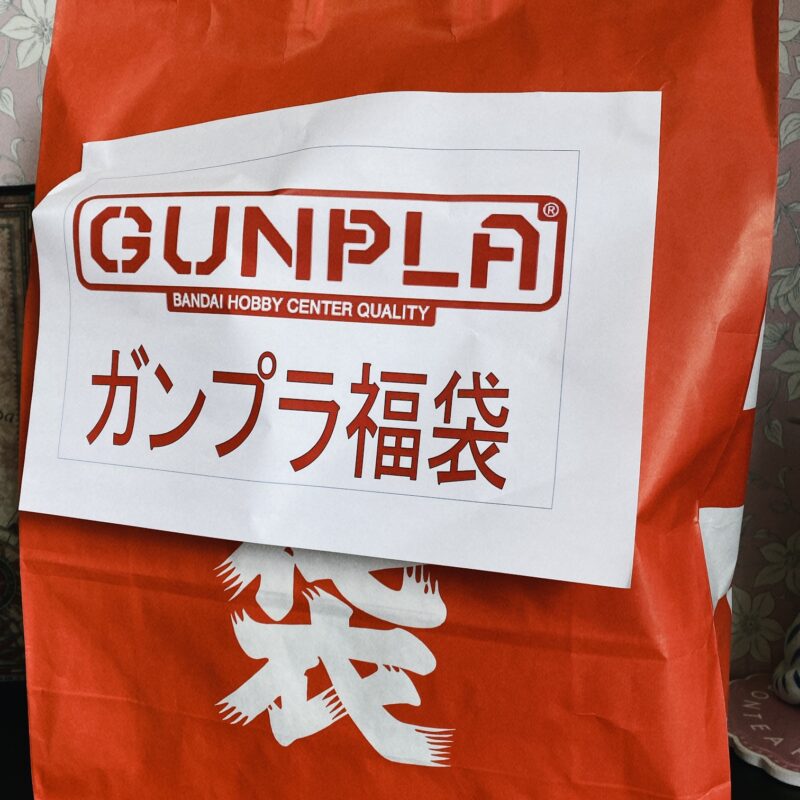 GUNPLA®
BANDAI HOBBY CENTER QUALITY
ガンプラ福袋
袋